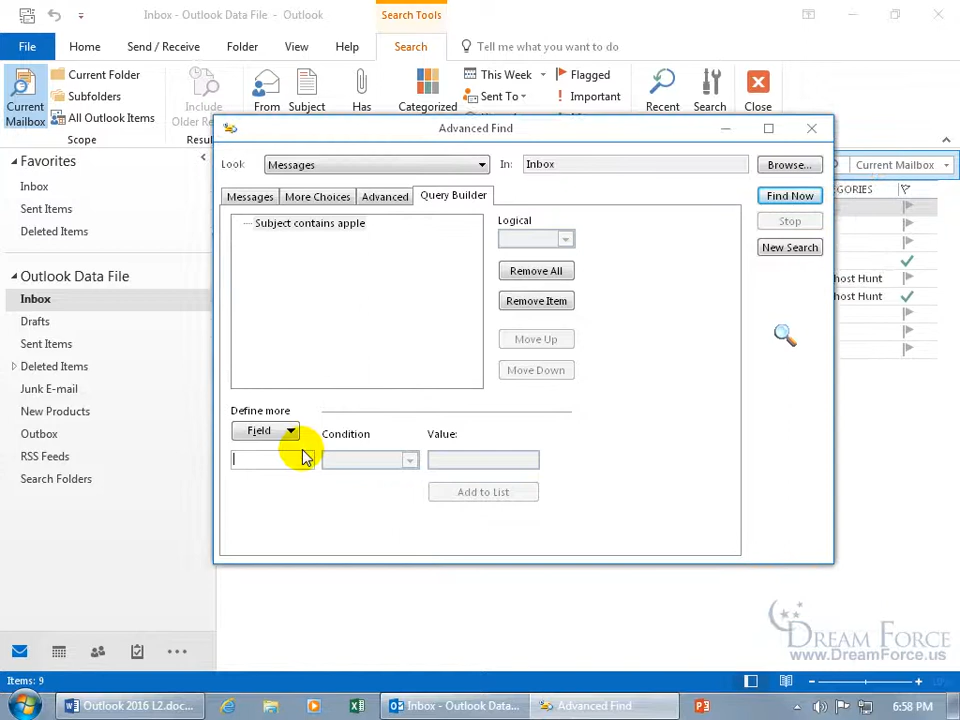 Inbox - Outlook Data File - Outlook
Search Tools
File
Home
Send / Receive
Folder
View
Help
Search
Tell me what you want to do
Current Mailbox
Current Folder
Subfolders
All Outlook Items
Scope
Include
Older Re
Resul
From
Subject
Has
Categorized
This Week
Sent To
Flagged
Important
Recent
Search
Close
Advanced Find
Look
Messages
In:
Inbox
Browse...
Messages
More Choices
Advanced
Query Builder
Find Now
Stop
New Search
Subject contains apple
Logical
Remove All
Remove Item
Move Up
Move Down
Define more
Field
Condition
Value:
Add to List
Current Mailbox
GORIES
host Hunt
host Hunt
Favorites
Inbox
Sent Items
Deleted Items
Outlook Data File
Inbox
Drafts
Sent Items
Deleted Items
Junk E-mail
New Products
Outbox
RSS Feeds
Search Folders
DREAM FORCE
www.DreamForce.us
Items: 9
Outlook 2016 L2.doc...
Inbox - Outlook Data...
Advanced Find
6:58 PM